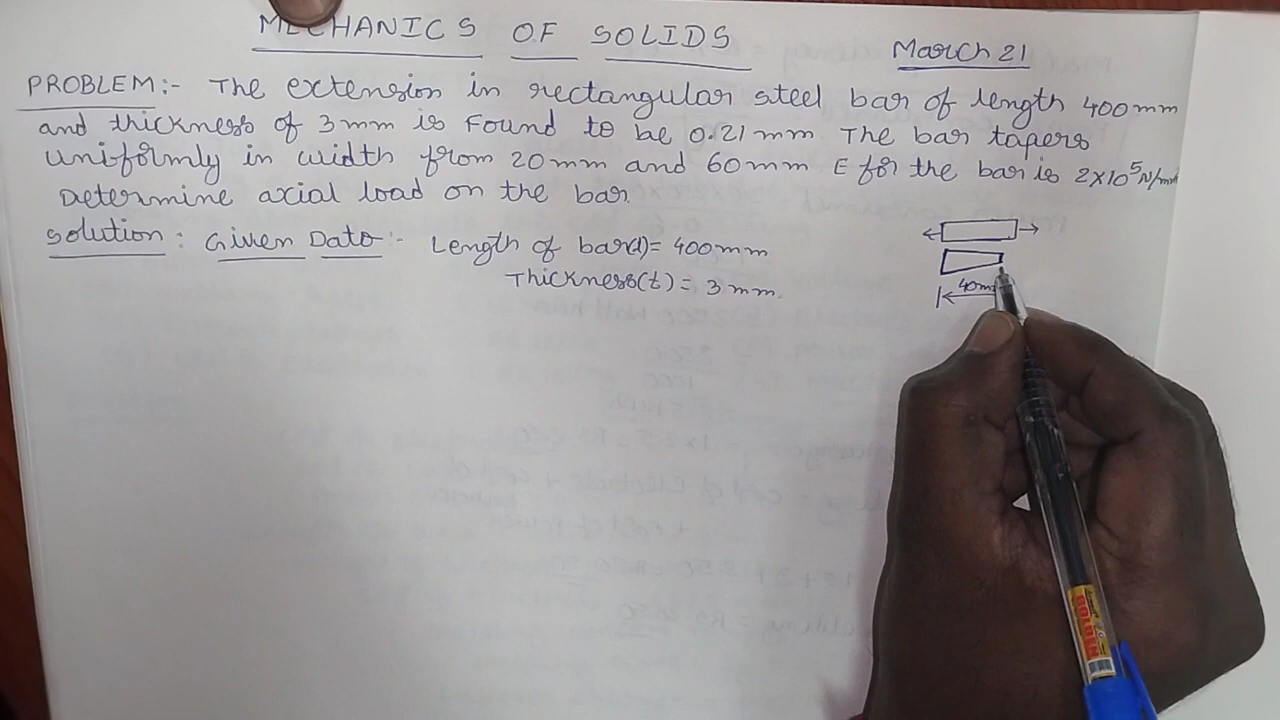 MECHANICS OF SOLIDS
March 21
PROBLEM:- The extension in rectangular steel bar of length 400mm
and thickness of 3mm is Found to be 0.21mm The bar tapers
uniformly in width from 20mm and 60mm E for the bar is 2×10⁵N/mm
Determine axial load on the bar.
Solution: Given Data:- Length of bar(l)= 400mm
Thickness(t) = 3mm.
40m
GOLDEN